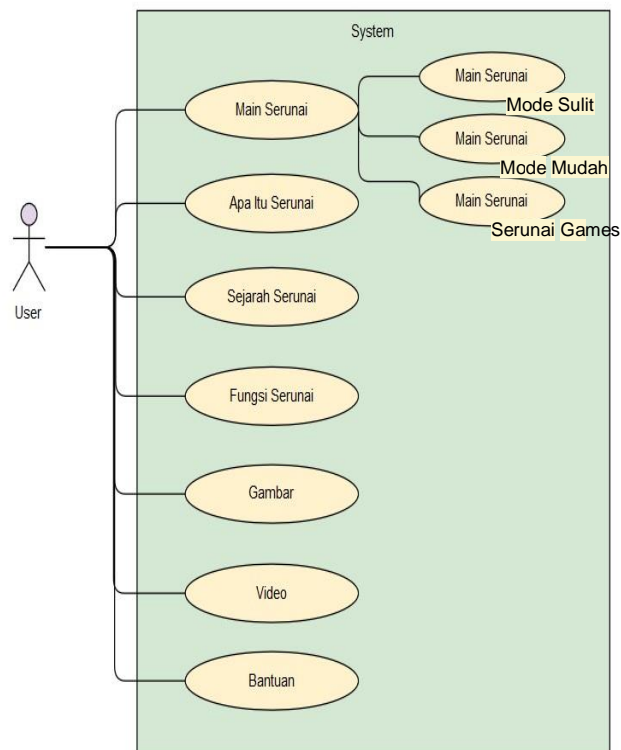 System
Main Serunai
Main Serunai
Mode Sulit
Main Serunai
Mode Mudah
Main Serunai
Serunai Games
Apa Itu Serunai
Sejarah Serunai
User
Fungsi Serunai
Gambar
Video
Bantuan